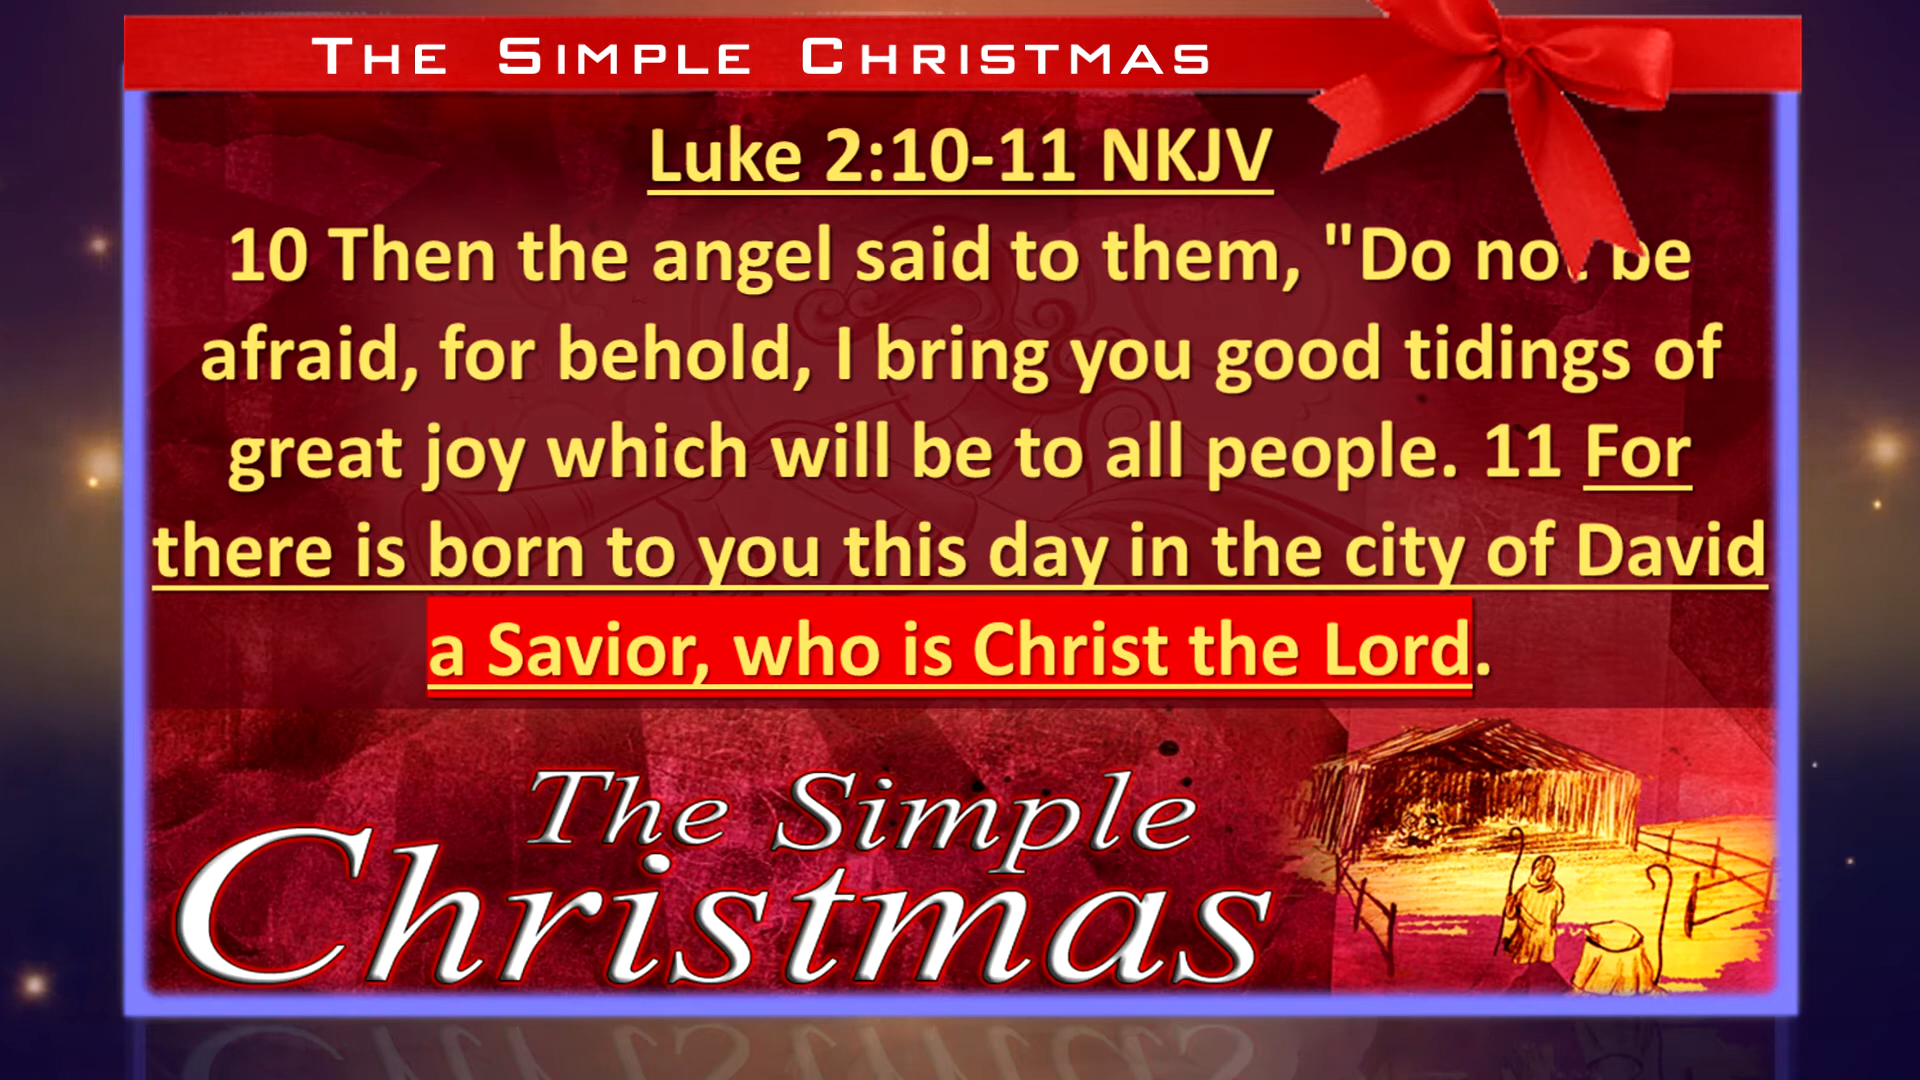 The Simple Christmas
Luke 2:10-11 NKJV
10 Then the angel said to them, "Do not be
afraid, for behold, I bring you good tidings of
great joy which will be to all people. 11 For
there is born to you this day in the city of David
a Savior, who is Christ the Lord.
The Simple
Christmas